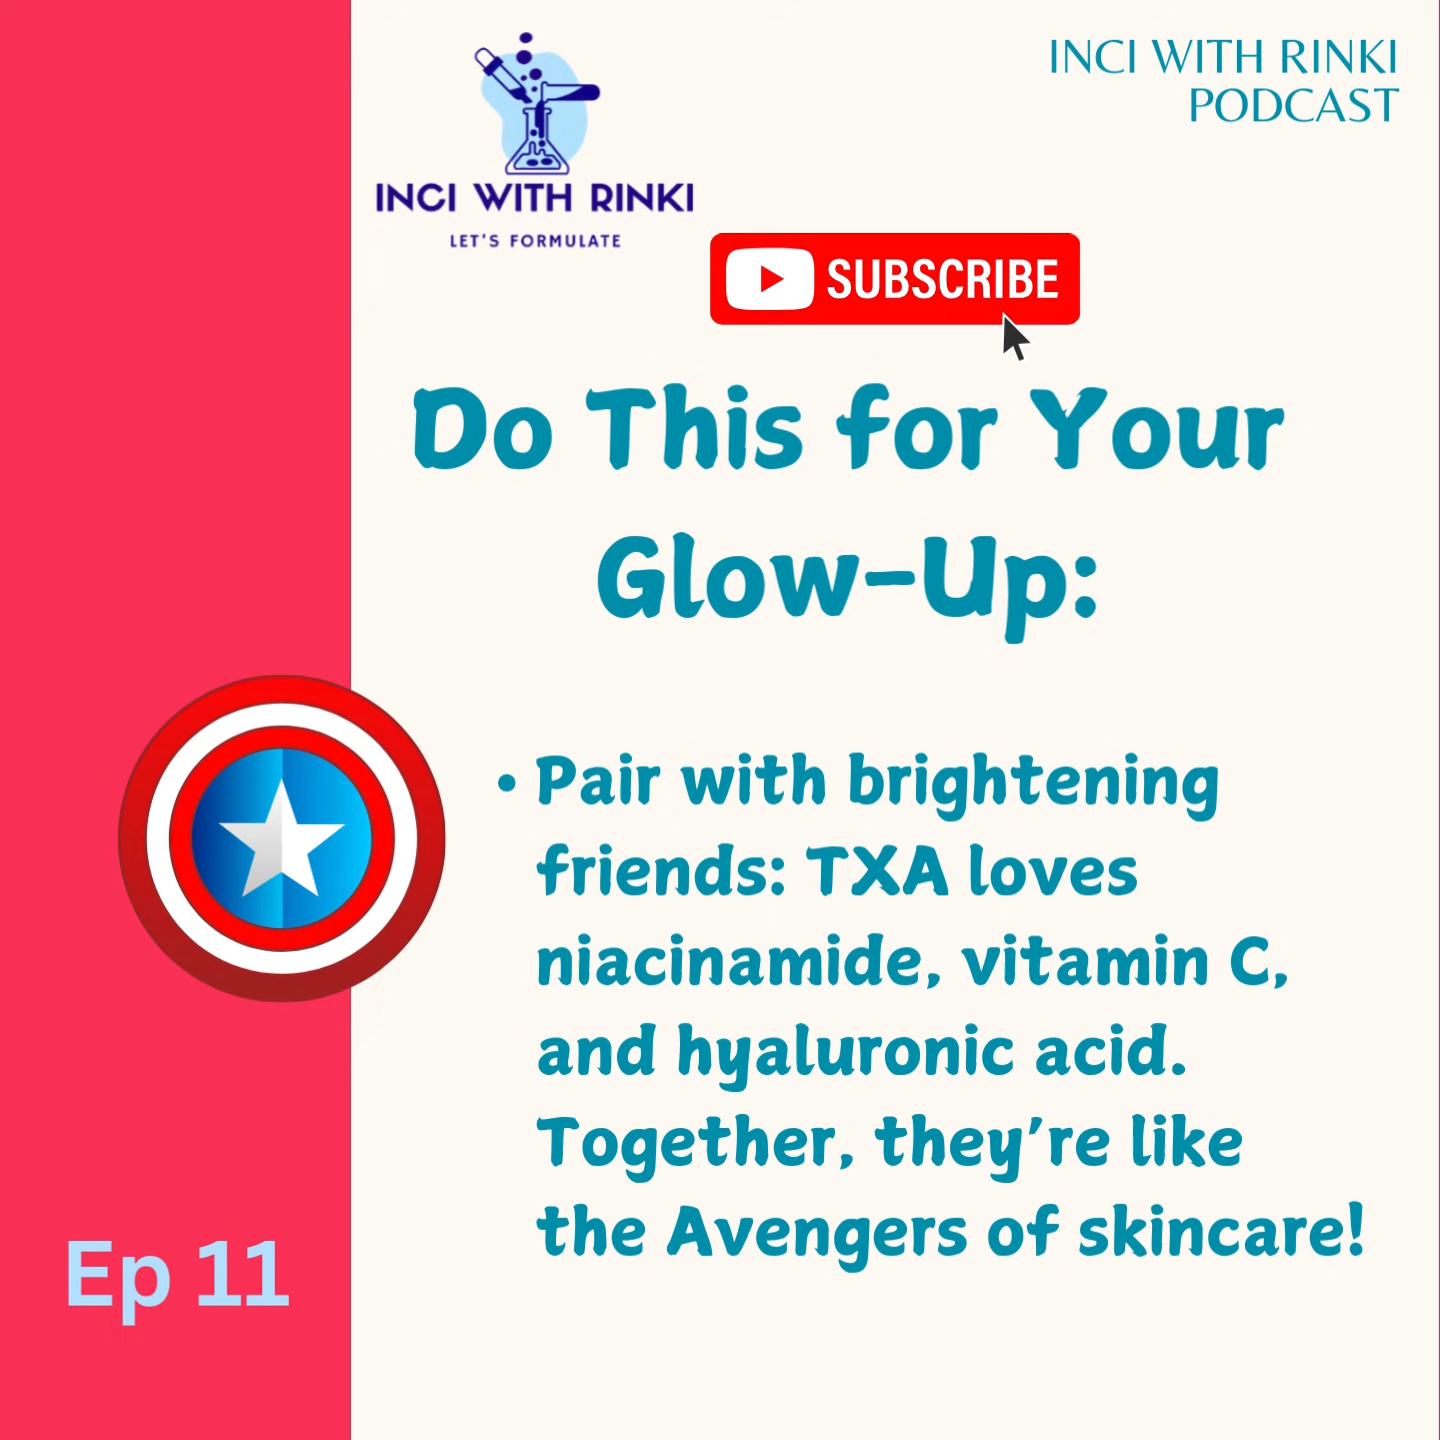 INCI WITH RINKI
LET'S FORMULATE
INCI WITH RINKI
PODCAST
SUBSCRIBE
Do This for Your
Glow-Up:
• Pair with brightening
friends: TXA loves
niacinamide, vitamin C,
and hyaluronic acid.
Together, they're like
the Avengers of skincare!
Ep 11